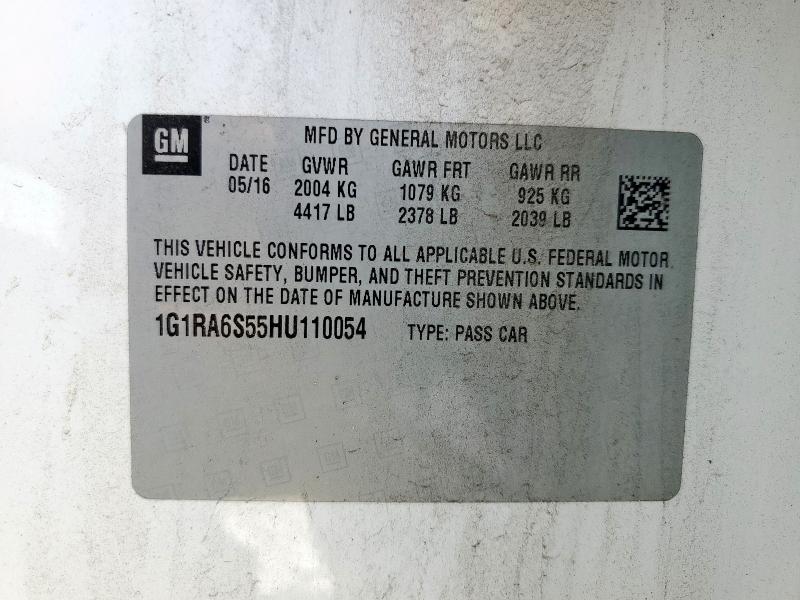 GM
MFD BY GENERAL MOTORS LLC
DATE GVWR GAWR FRT GAWR RR
05/16 2004 KG 1079 KG 925 KG
4417 LB 2378 LB 2039 LB
THIS VEHICLE CONFORMS TO ALL APPLICABLE U.S. FEDERAL MOTOR
VEHICLE SAFETY, BUMPER, AND THEFT PREVENTION STANDARDS IN
EFFECT ON THE DATE OF MANUFACTURE SHOWN ABOVE.
1G1RA6S55HU110054 TYPE: PASS CAR